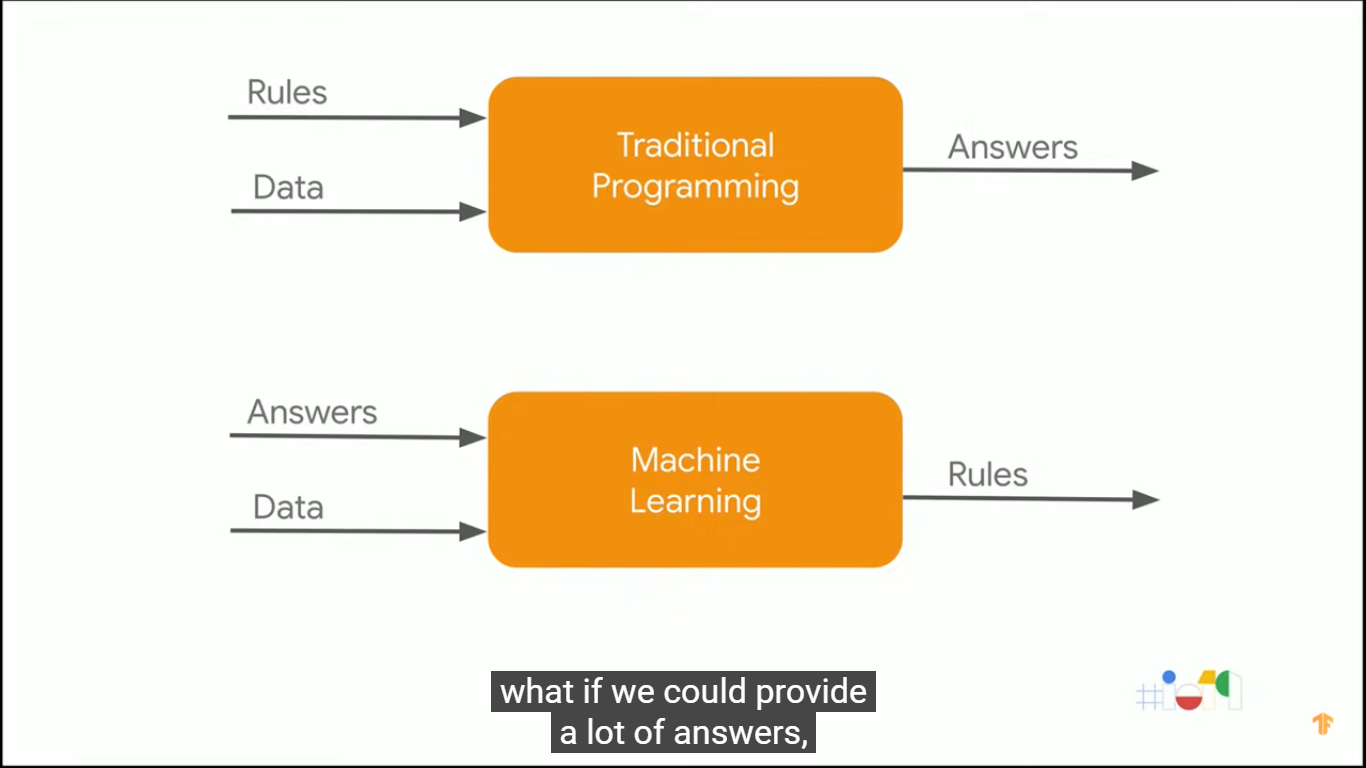 Rules
Data
Traditional
Programming
Answers
Answers
Data
Machine
Learning
Rules
what if we could provide
a lot of answers,